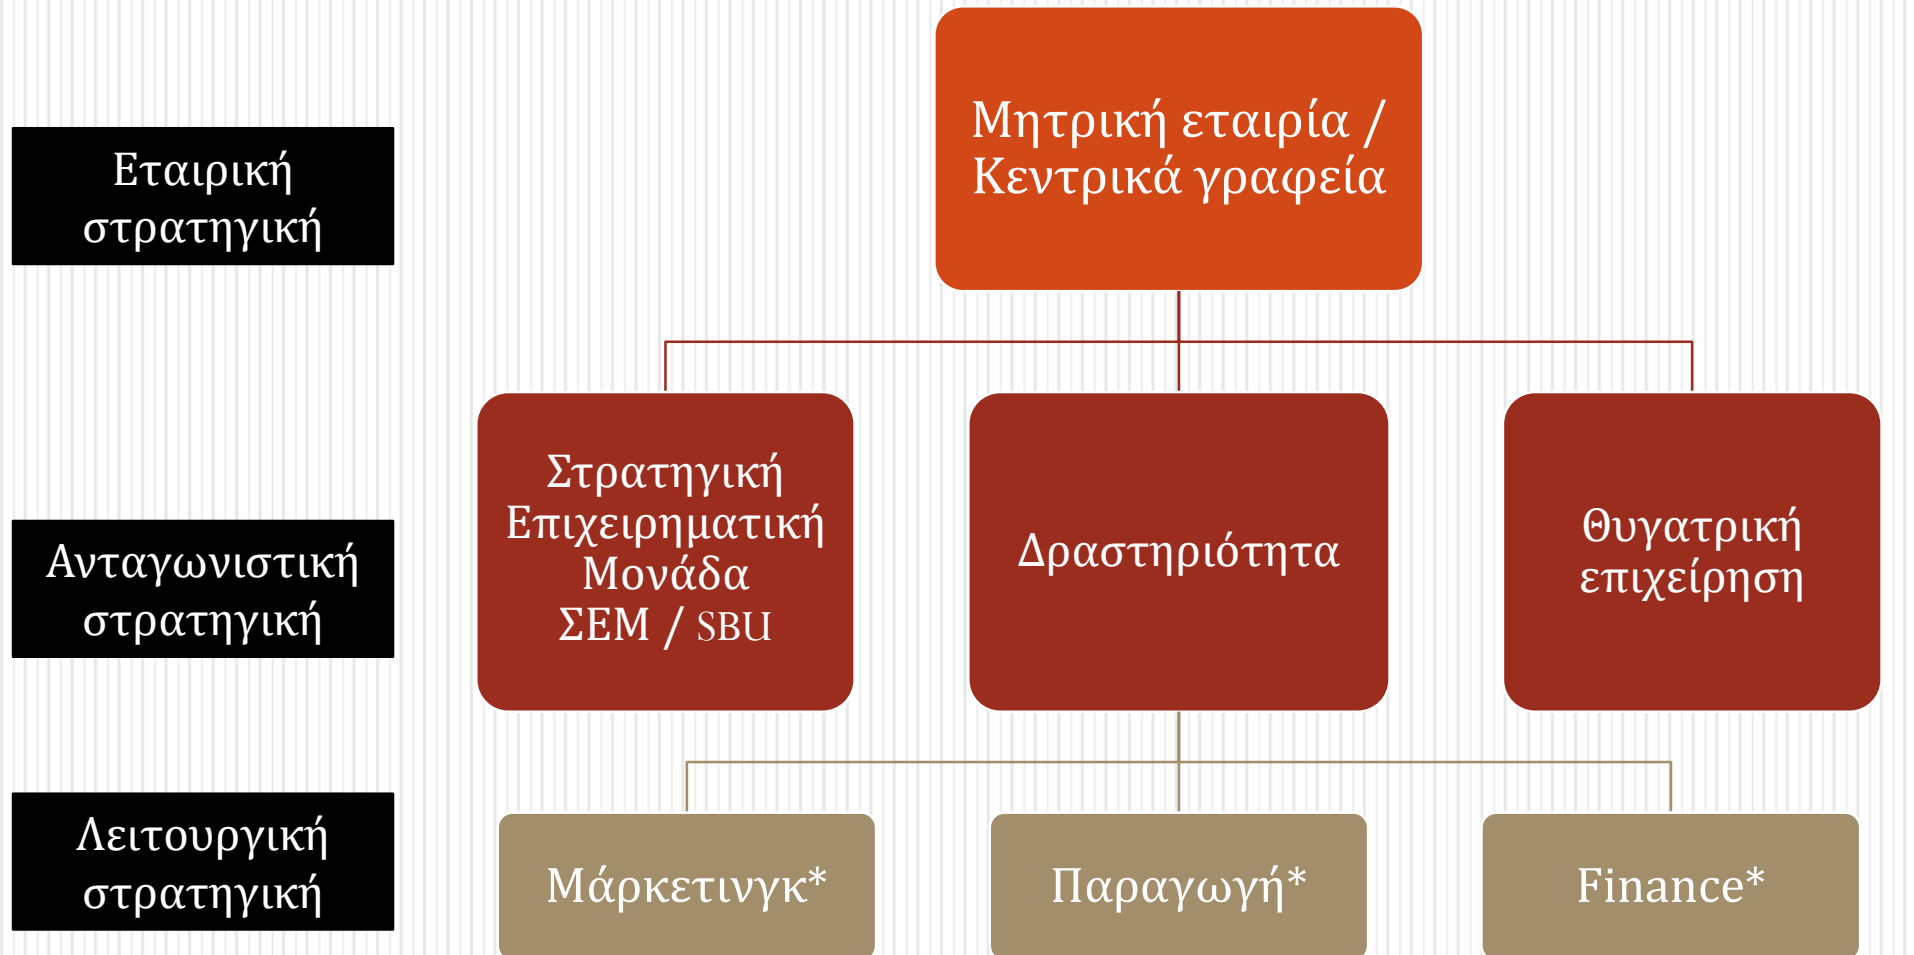 Μητρική εταιρία /
Κεντρικά γραφεία
Εταιρική
στρατηγική
Στρατηγική
Επιχειρηματική
Μονάδα
ΣΕΜ / SBU
Δραστηριότητα
Θυγατρική
επιχείρηση
Ανταγωνιστική
στρατηγική
Λειτουργική
στρατηγική
Μάρκετινγκ*
Παραγωγή*
Finance*